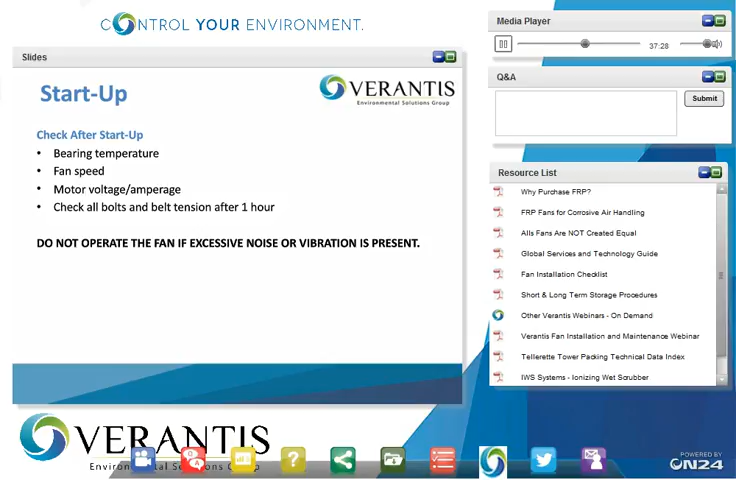 CONTROL YOUR ENVIRONMENT.
Slides
Start-Up
VERANTIS
Environmental Solutions Group
Check After Start-Up
• Bearing temperature
• Fan speed
• Motor voltage/amperage
• Check all bolts and belt tension after 1 hour
DO NOT OPERATE THE FAN IF EXCESSIVE NOISE OR VIBRATION IS PRESENT.
Media Player
37:28
Q&A
Submit
Resource List
Why Purchase FRP?
FRP Fans for Corrosive Air Handling
Alls Fans Are NOT Created Equal
Global Services and Technology Guide
Fan Installation Checklist
Short & Long Term Storage Procedures
Other Verantis Webinars - On Demand
Verantis Fan Installation and Maintenance Webinar
Tellerette Tower Packing Technical Data Index
IWS Systems - Ionizing Wet Scrubber
VERANTIS
Environmental Solutions Group
Q
A
?
POWERED BY
ON24